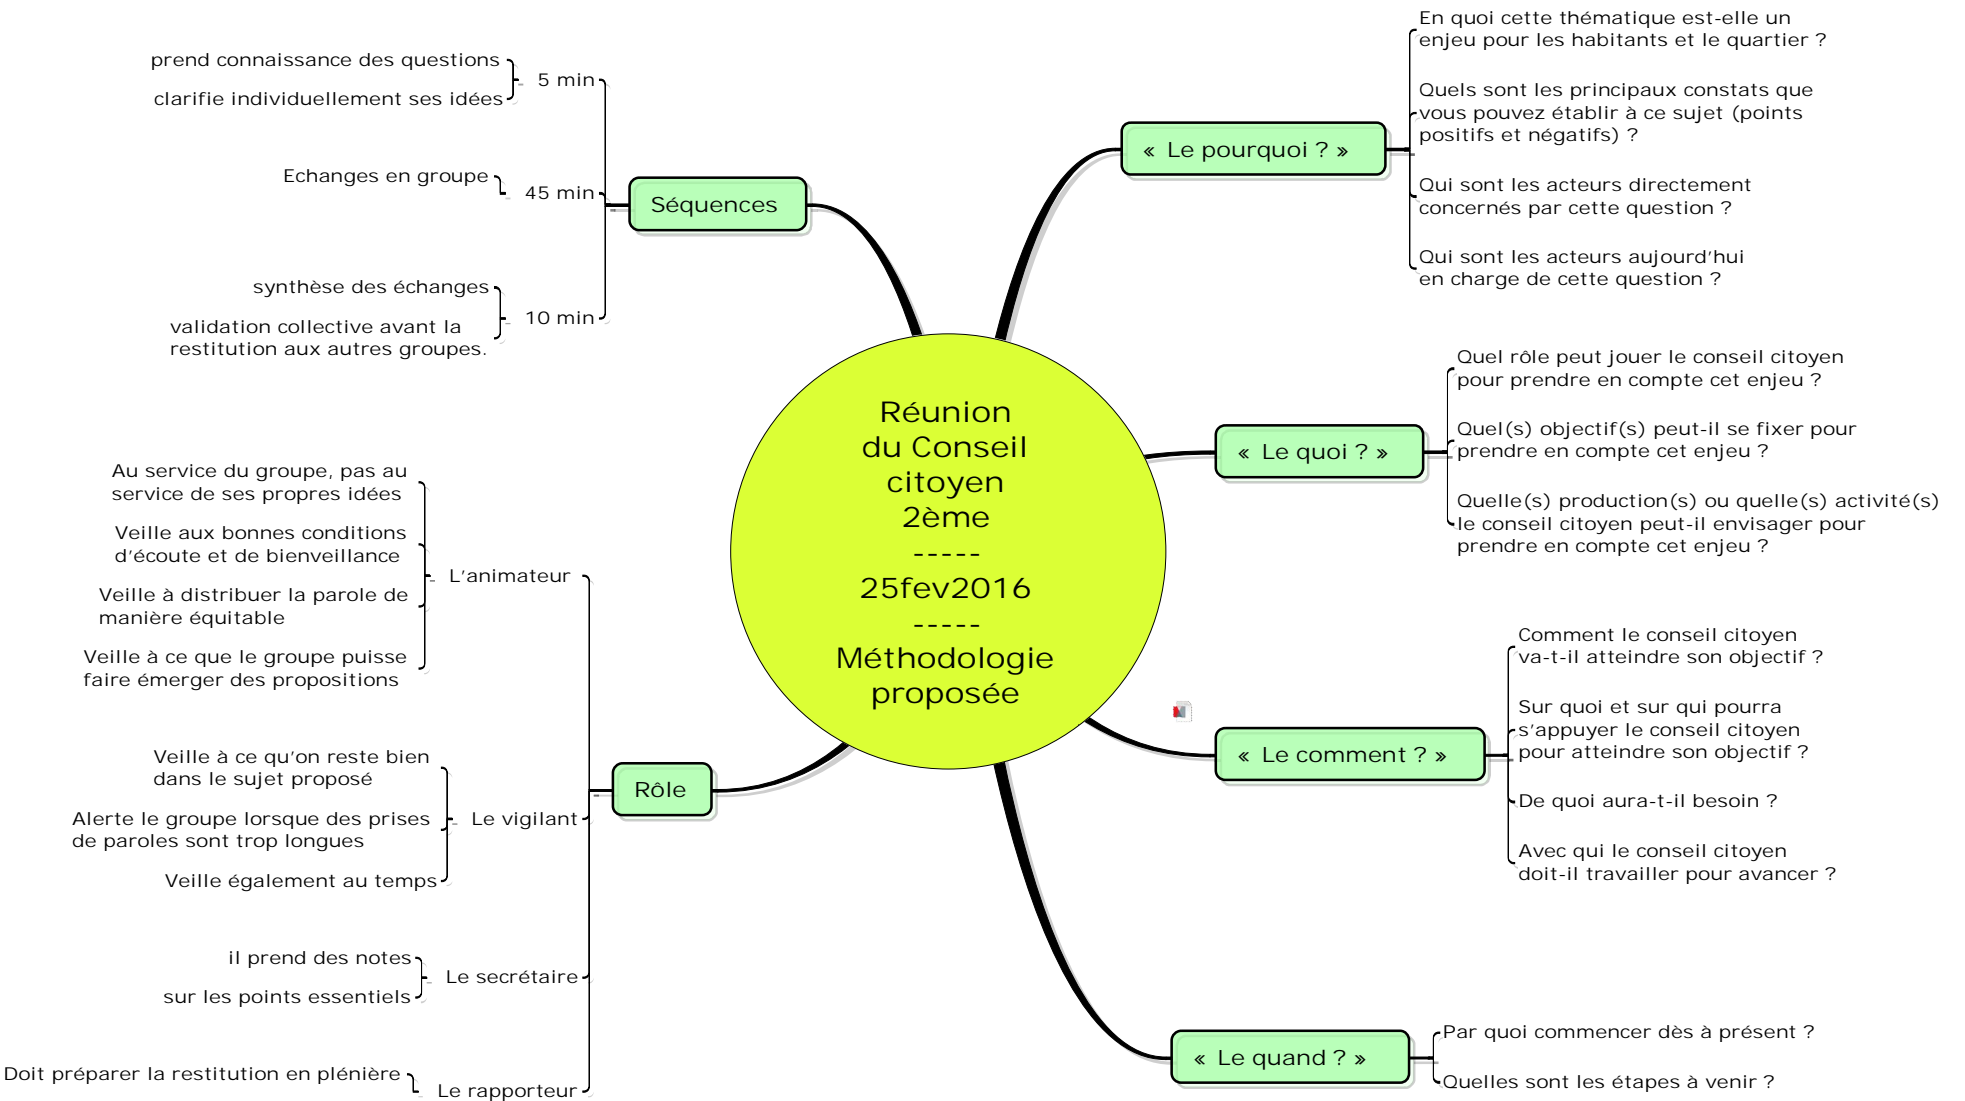 Réunion
du Conseil
citoyen
2ème
-----
25fev2016
-----
Méthodologie
proposée
« Le pourquoi ? »
En quoi cette thématique est-elle un
enjeu pour les habitants et le quartier ?
Quels sont les principaux constats que
vous pouvez établir à ce sujet (points
positifs et négatifs) ?
Qui sont les acteurs directement
concernés par cette question ?
Qui sont les acteurs aujourd’hui
en charge de cette question ?
« Le quoi ? »
Quel rôle peut jouer le conseil citoyen
pour prendre en compte cet enjeu ?
Quel(s) objectif(s) peut-il se fixer pour
prendre en compte cet enjeu ?
Quelle(s) production(s) ou quelle(s) activité(s)
le conseil citoyen peut-il envisager pour
prendre en compte cet enjeu ?
« Le comment ? »
Comment le conseil citoyen
va-t-il atteindre son objectif ?
Sur quoi et sur qui pourra
s’appuyer le conseil citoyen
pour atteindre son objectif ?
De quoi aura-t-il besoin ?
Avec qui le conseil citoyen
doit-il travailler pour avancer ?
« Le quand ? »
Par quoi commencer dès à présent ?
Quelles sont les étapes à venir ?
Séquences
5 min
prend connaissance des questions
clarifie individuellement ses idées
45 min
Echanges en groupe
10 min
synthèse des échanges
validation collective avant la
restitution aux autres groupes.
Rôle
L’animateur
Au service du groupe, pas au
service de ses propres idées
Veille aux bonnes conditions
d’écoute et de bienveillance
Veille à distribuer la parole de
manière équitable
Veille à ce que le groupe puisse
faire émerger des propositions
Le vigilant
Veille à ce qu’on reste bien
dans le sujet proposé
Alerte le groupe lorsque des prises
de paroles sont trop longues
Veille également au temps
Le secrétaire
il prend des notes
sur les points essentiels
Le rapporteur
Doit préparer la restitution en plénière